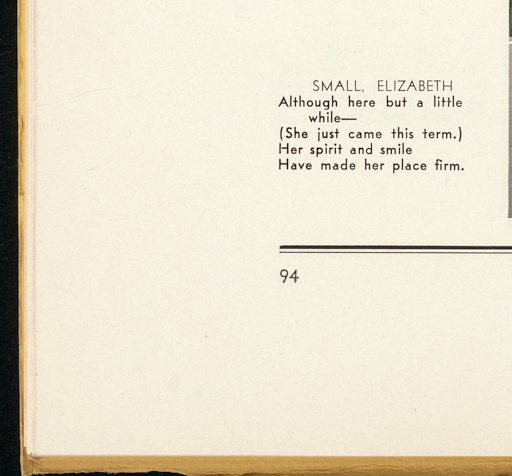 SMALL, ELIZABETH
Although here but a little
while—
(She just came this term.)
Her spirit and smile
Have made her place firm.
94